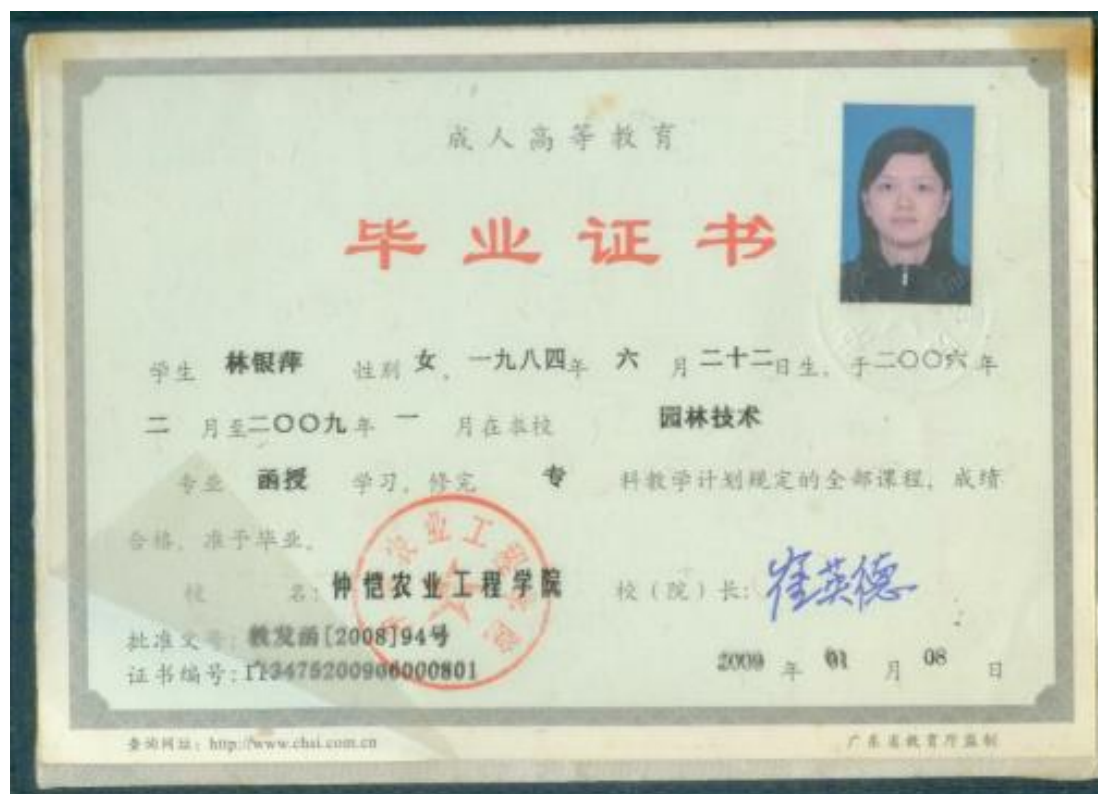 成人高等教育
毕业证书
学生 林银萍 性别 女，一九八四年 六 月 二十二日生，于二〇〇六年
二 月至二〇〇九年 一 月在本校 园林技术
专业 函授 学习，修完 专 科教学计划规定的全部课程，成绩
合格，准予毕业。
校 名：仲恺农业工程学院 校（院）长：崔英德
批准文号：教发函[2008]94号
证书编号：113475200906000801 2009 年 01 月 08 日
查询网址：http://www.chsi.com.cn 广东省教育厅监制